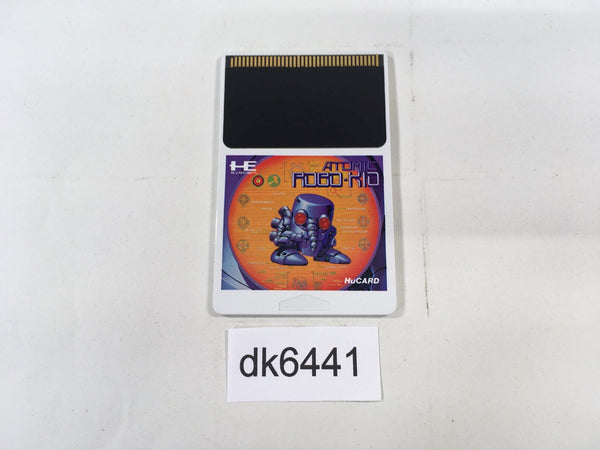 HE
ATOMIC
ROBO-KID
HuCARD
dk6441